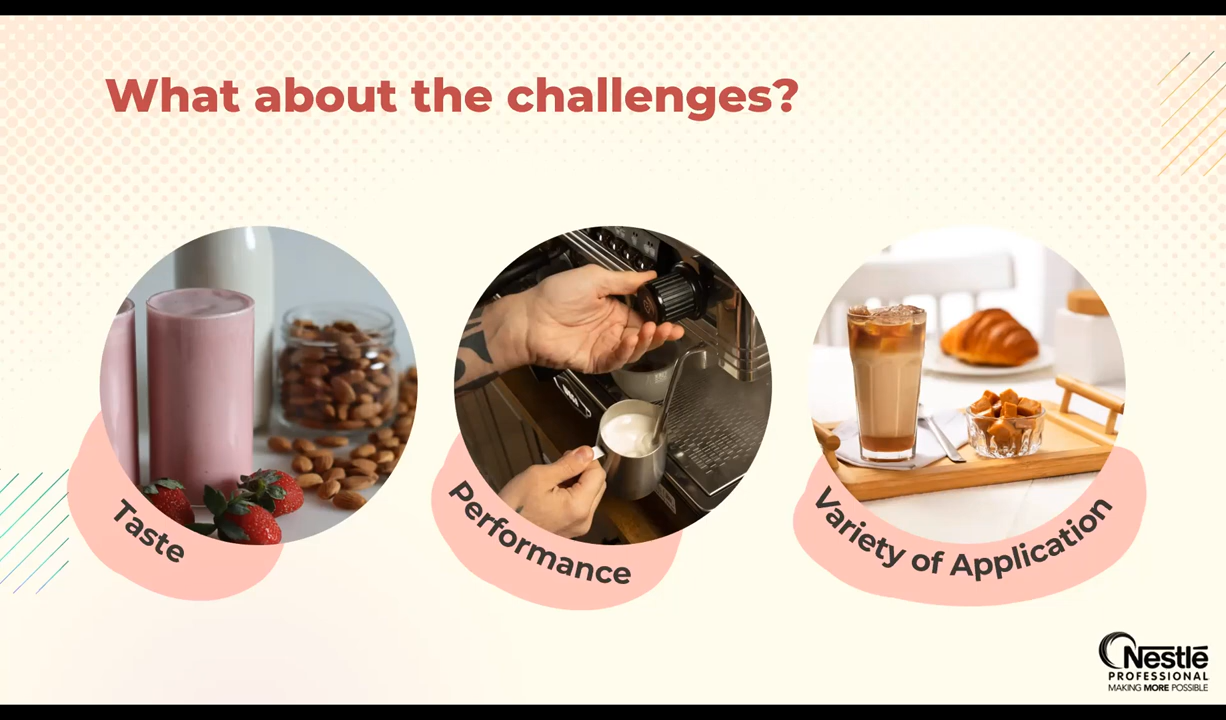 What about the challenges?
Taste
Performance
Variety of Application
Nestlé
PROFESSIONAL
MAKING MORE POSSIBLE